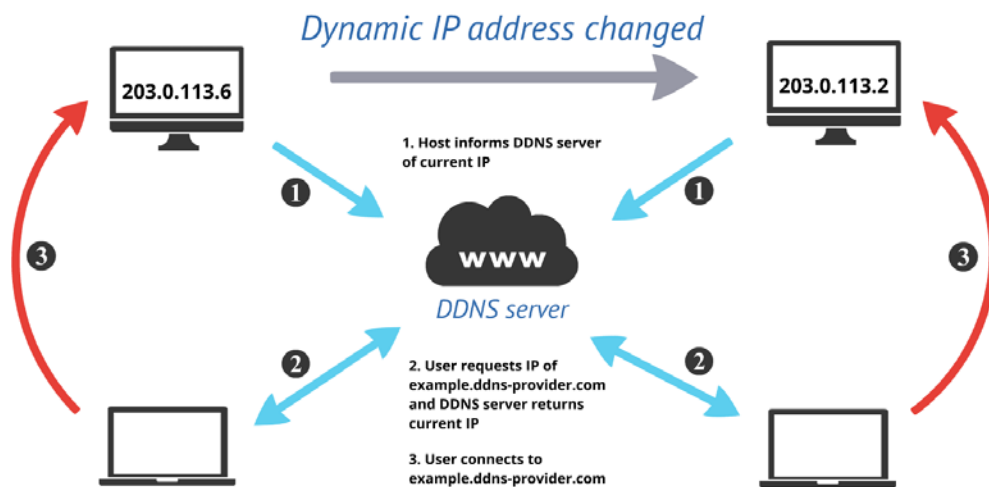 Dynamic IP address changed
203.0.113.6
203.0.113.2
1. Host informs DDNS server
of current IP
1
1
www
DDNS server
3
3
2
2
2. User requests IP of
example.ddns-provider.com
and DDNS server returns
current IP
3. User connects to
example.ddns-provider.com